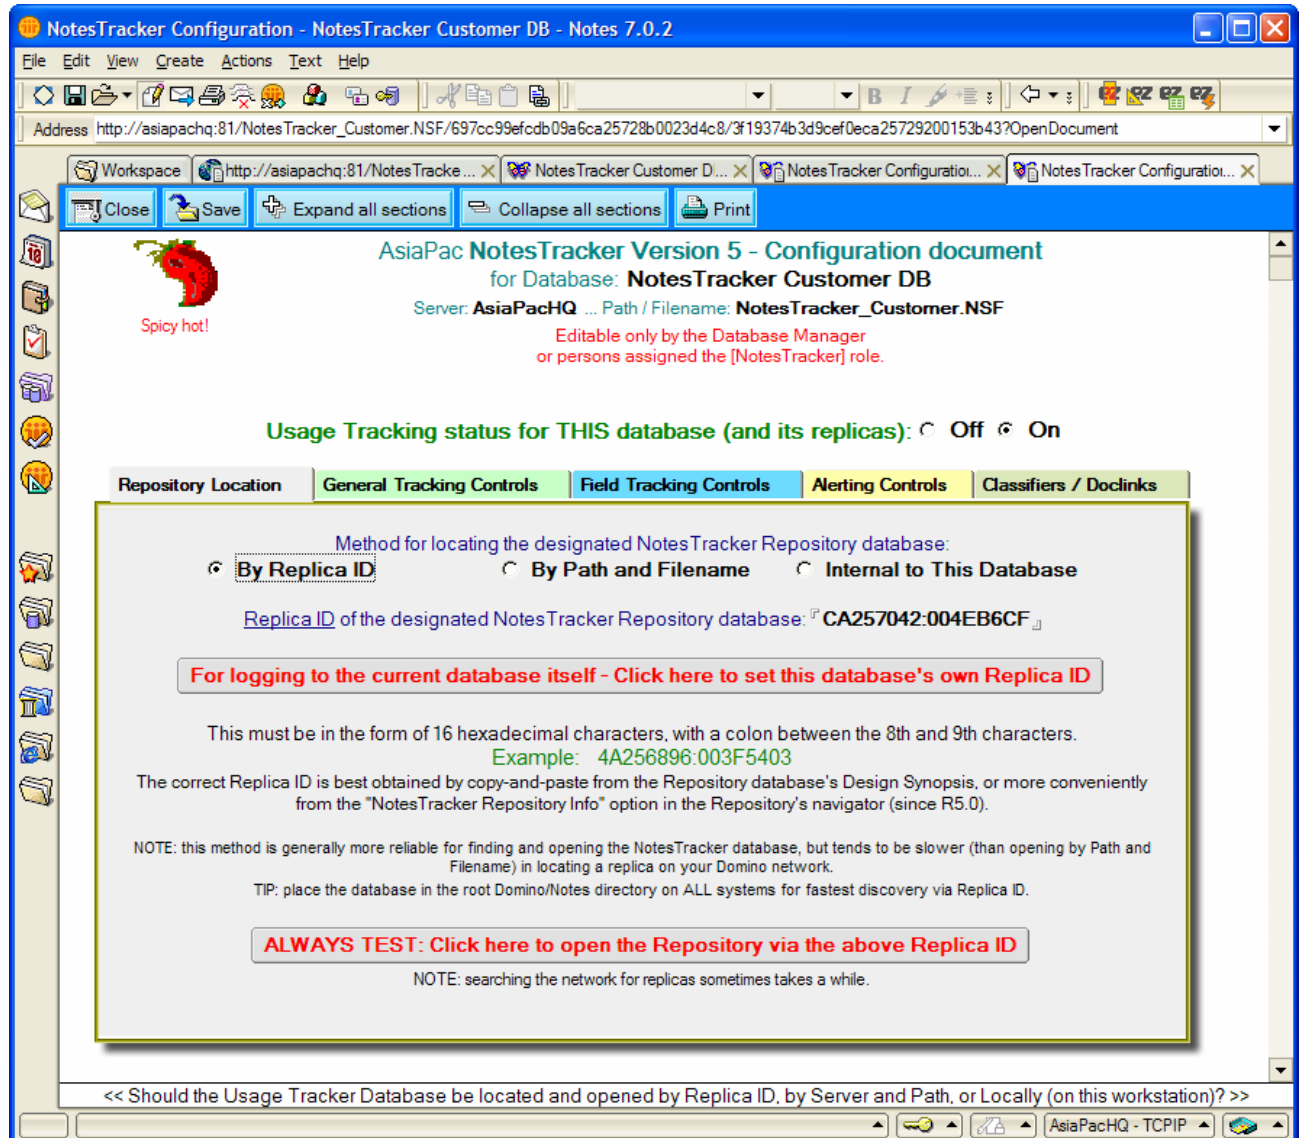 NotesTracker Configuration - NotesTracker Customer DB - Notes 7.0.2
File Edit View Create Actions Text Help
B I
Address http://asiapachq:81/NotesTracker_Customer.NSF/697cc99efcdb09a6ca25728b0023d4c8/3f19374b3d9cef0eca25729200153b43?OpenDocument
Workspace http://asiapachq:81/NotesTracke... NotesTracker Customer D... NotesTracker Configuration... NotesTracker Configuration...
Close Save Expand all sections Collapse all sections Print
AsiaPac NotesTracker Version 5 - Configuration document
for Database: NotesTracker Customer DB
Server: AsiaPacHQ ... Path / Filename: NotesTracker_Customer.NSF
Spicy hot!
Editable only by the Database Manager
or persons assigned the [NotesTracker] role.
Usage Tracking status for THIS database (and its replicas): Off On
Repository Location General Tracking Controls Field Tracking Controls Alerting Controls Classifiers / Doclinks
Method for locating the designated NotesTracker Repository database:
By Replica ID By Path and Filename Internal to This Database
Replica ID of the designated NotesTracker Repository database: CA257042:004EB6CF
For logging to the current database itself - Click here to set this database's own Replica ID
This must be in the form of 16 hexadecimal characters, with a colon between the 8th and 9th characters.
Example: 4A256896:003F5403
The correct Replica ID is best obtained by copy-and-paste from the Repository database's Design Synopsis, or more conveniently
from the "NotesTracker Repository Info" option in the Repository's navigator (since R5.0).
NOTE: this method is generally more reliable for finding and opening the NotesTracker database, but tends to be slower (than opening by Path and
Filename) in locating a replica on your Domino network.
TIP: place the database in the root Domino/Notes directory on ALL systems for fastest discovery via Replica ID.
ALWAYS TEST: Click here to open the Repository via the above Replica ID
NOTE: searching the network for replicas sometimes takes a while.
<< Should the Usage Tracker Database be located and opened by Replica ID, by Server and Path, or Locally (on this workstation)? >>
AsiaPacHQ - TCPIP